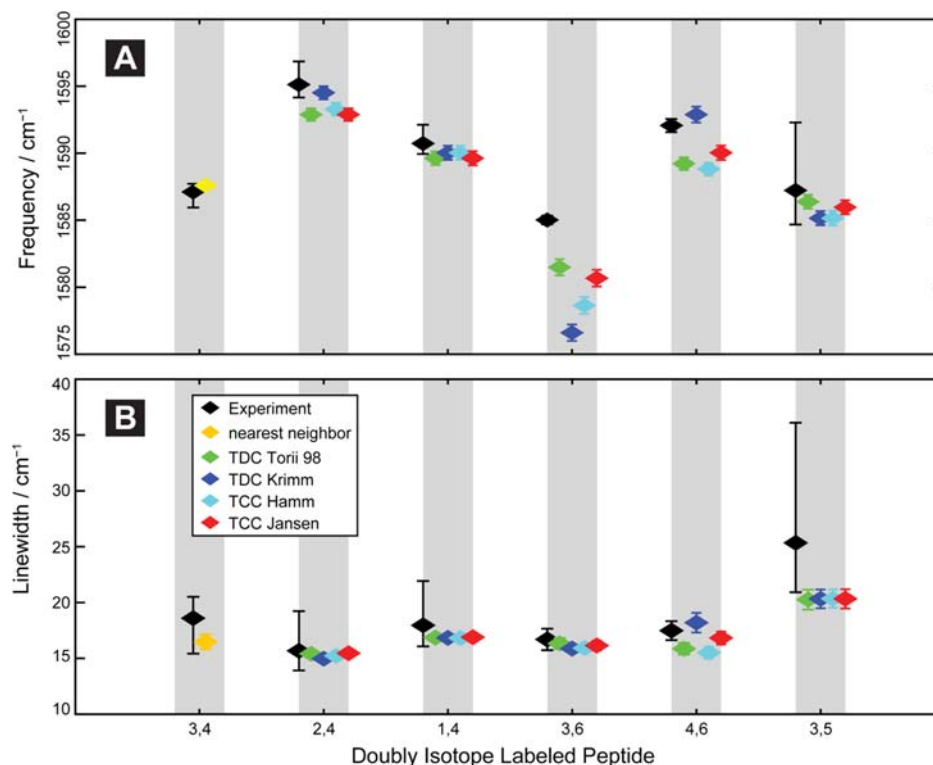 A
Frequency / cm⁻¹
1600
1595
1590
1585
1580
1575
B
Linewidth / cm⁻¹
40
35
30
25
20
15
10
Experiment
nearest neighbor
TDC Torii 98
TDC Krimm
TCC Hamm
TCC Jansen
3,4 2,4 1,4 3,6 4,6 3,5
Doubly Isotope Labeled Peptide